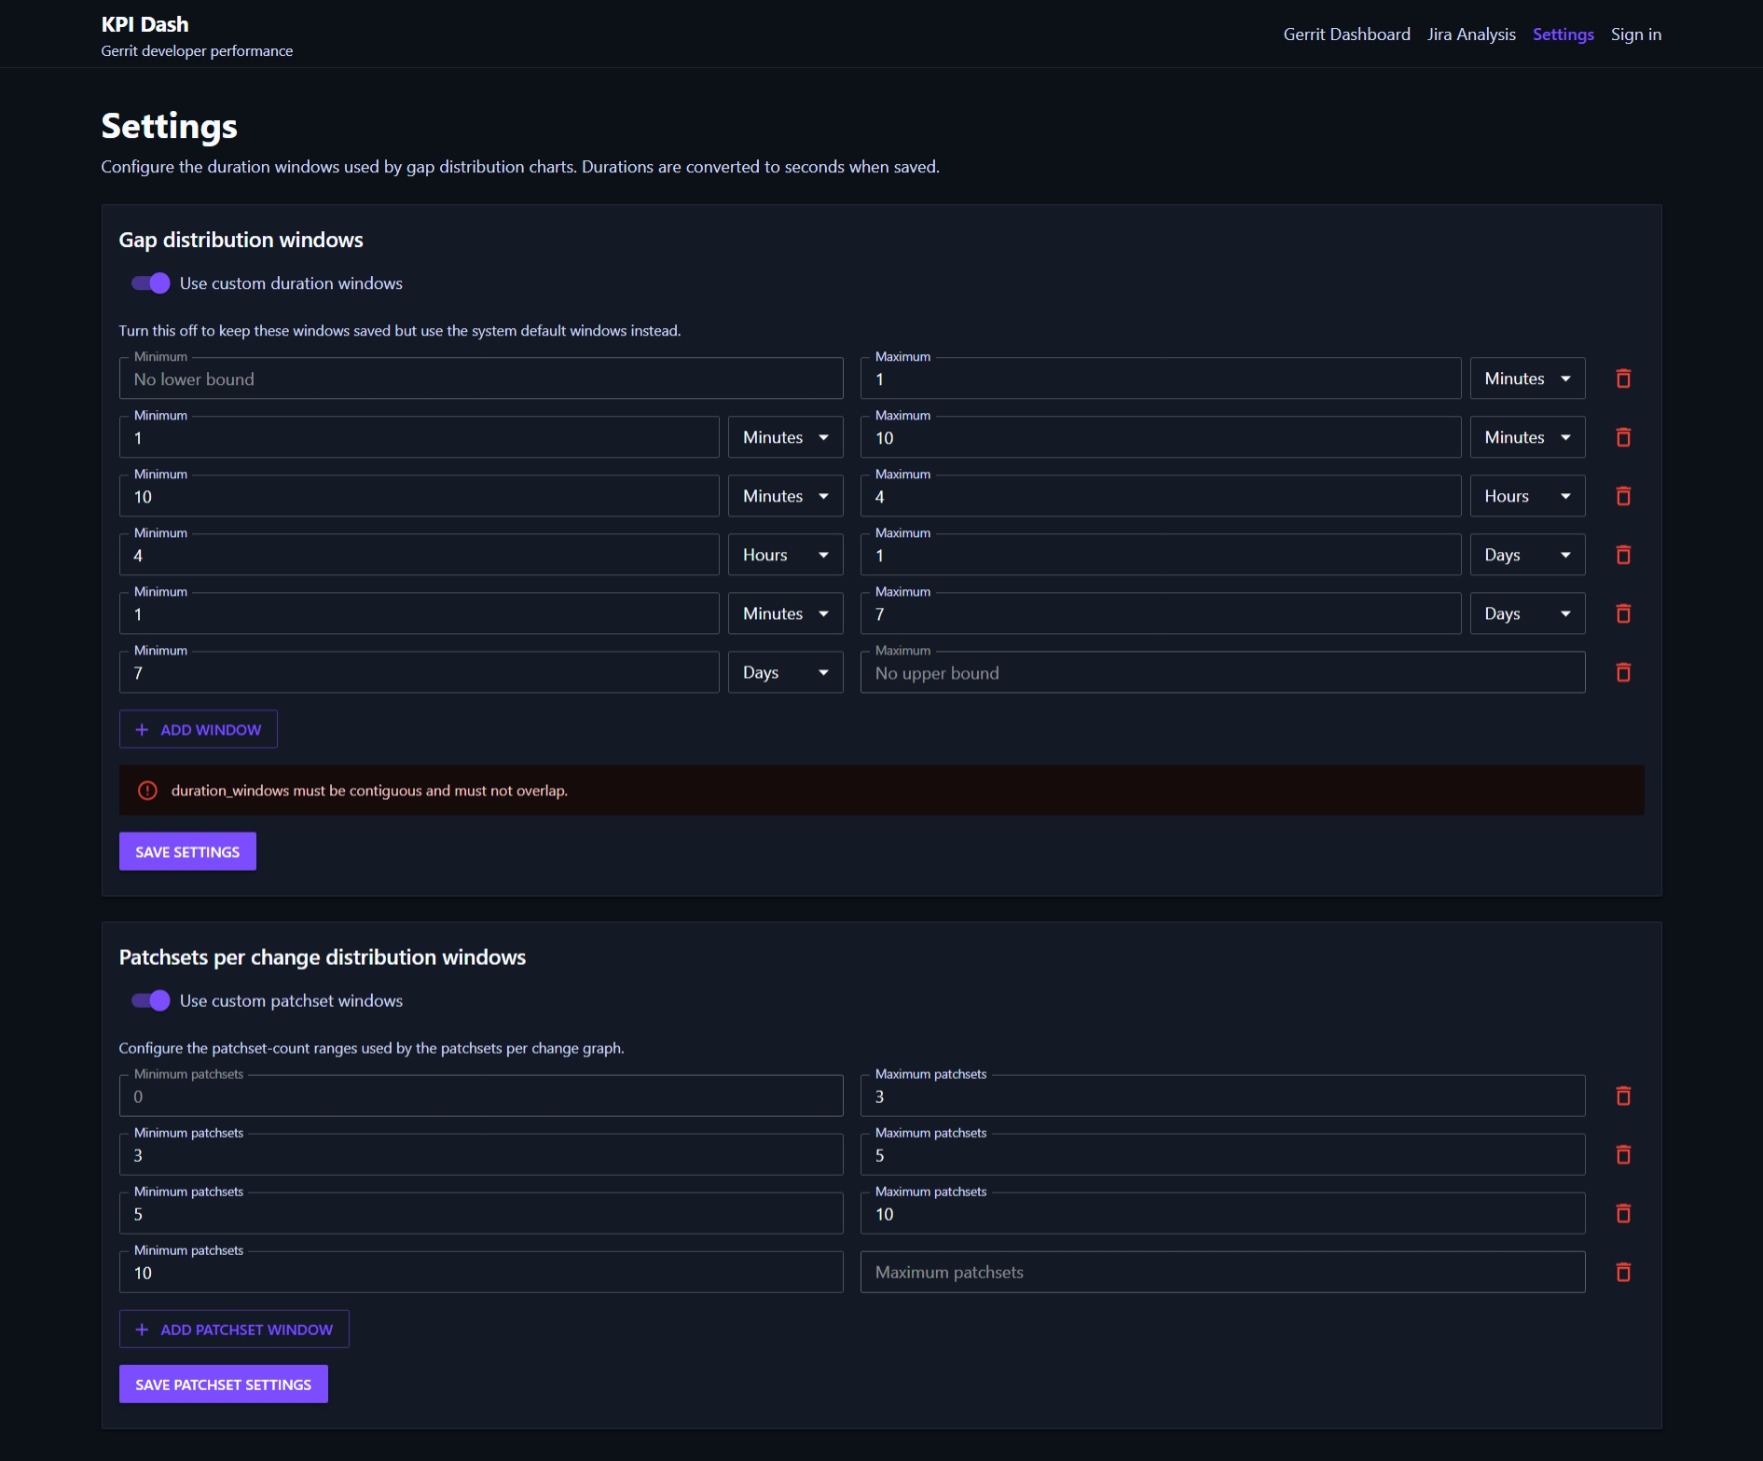 KPI Dash
Gerrit developer performance
Gerrit Dashboard Jira Analysis Settings Sign in
Settings
Configure the duration windows used by gap distribution charts. Durations are converted to seconds when saved.
Gap distribution windows
Use custom duration windows
Turn this off to keep these windows saved but use the system default windows instead.
Minimum Maximum
No lower bound 1 Minutes
Minimum Maximum
1 Minutes 10 Minutes
Minimum Maximum
10 Minutes 4 Hours
Minimum Maximum
4 Hours 1 Days
Minimum Maximum
1 Minutes 7 Days
Minimum Maximum
7 Days No upper bound
+ ADD WINDOW
duration_windows must be contiguous and must not overlap.
SAVE SETTINGS
Patchsets per change distribution windows
Use custom patchset windows
Configure the patchset-count ranges used by the patchsets per change graph.
Minimum patchsets Maximum patchsets
0 3
Minimum patchsets Maximum patchsets
3 5
Minimum patchsets Maximum patchsets
5 10
Minimum patchsets
10 Maximum patchsets
+ ADD PATCHSET WINDOW
SAVE PATCHSET SETTINGS